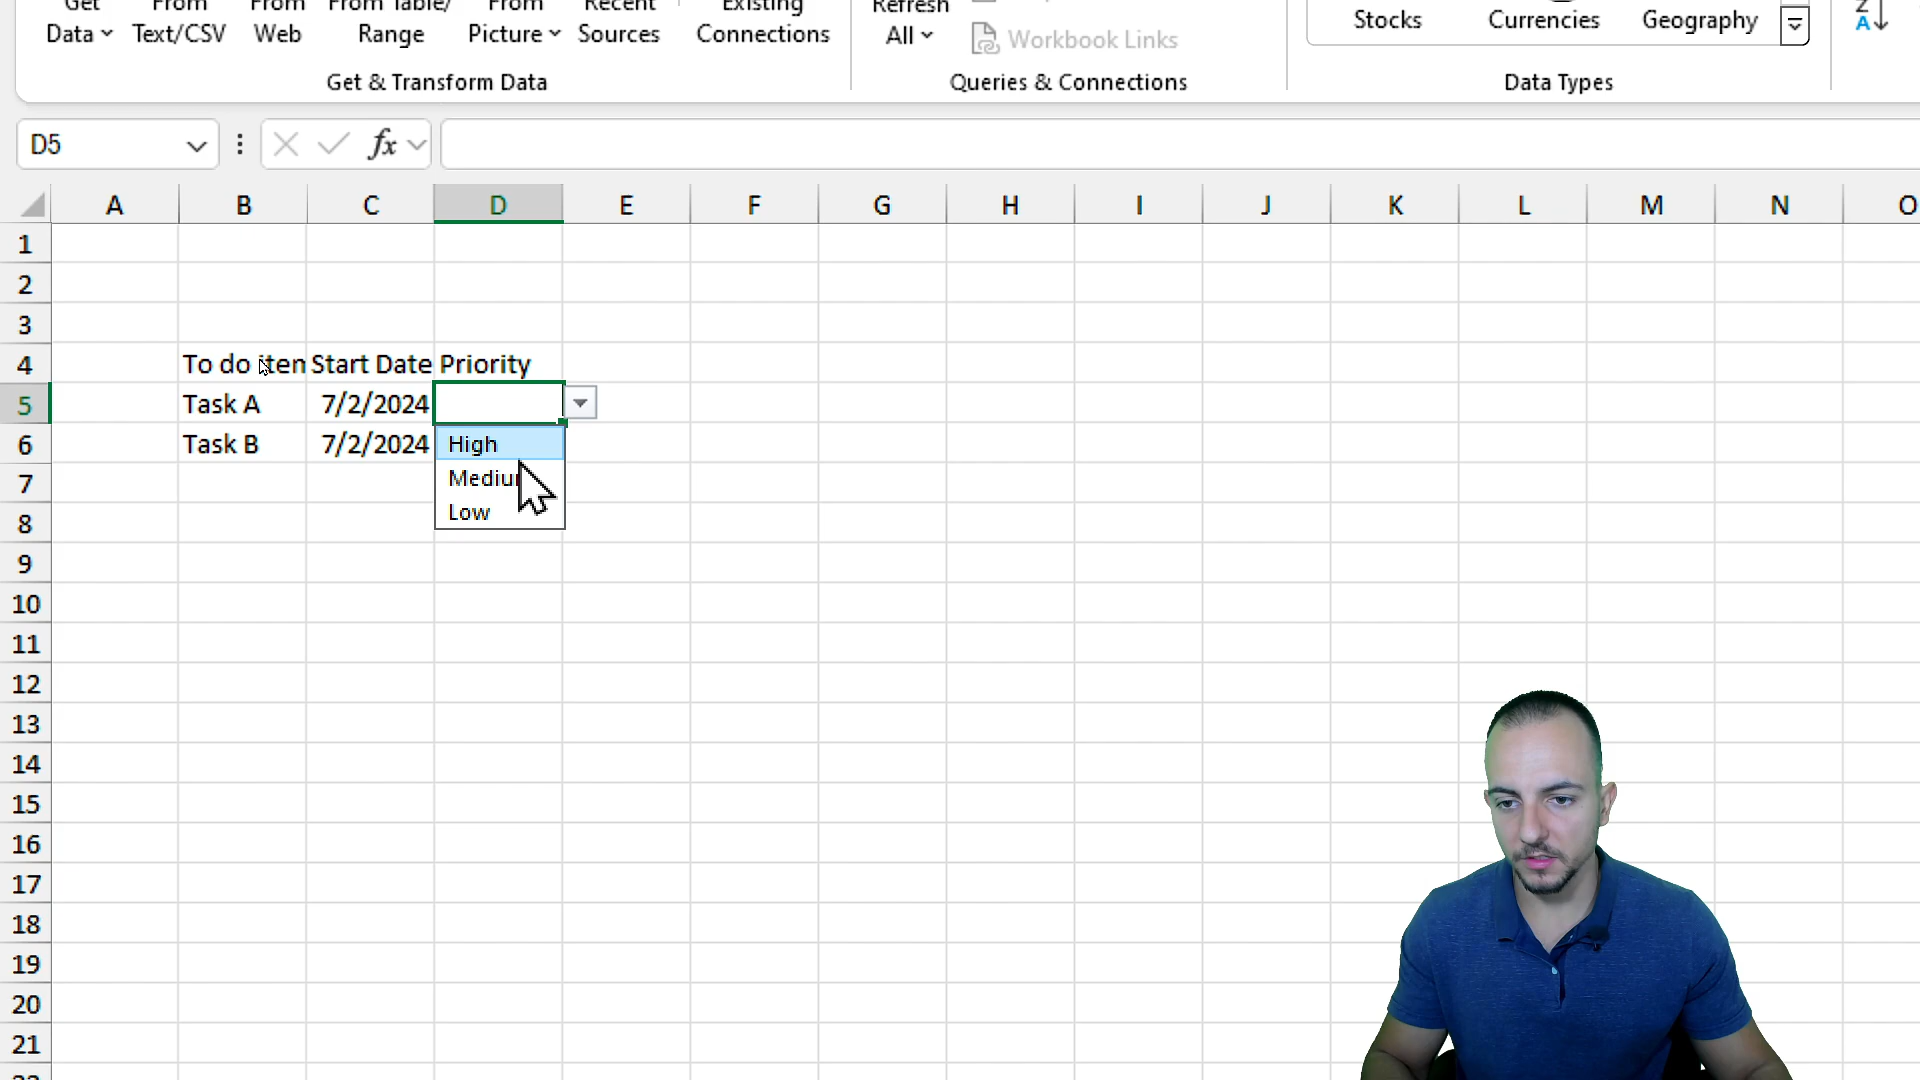 Get From From From Table/ From Recent Existing Refresh
Data Text/CSV Web Range Picture Sources Connections All Workbook Links Stocks Currencies Geography Z
A
Get & Transform Data Queries & Connections Data Types
D5 fx
A B C D E F G H I J K L M N O
1
2
3
4 To do iten Start Date Priority
5 Task A 7/2/2024
6 Task B 7/2/2024 High
7 Medium
8 Low
9
10
11
12
13
14
15
16
17
18
19
20
21